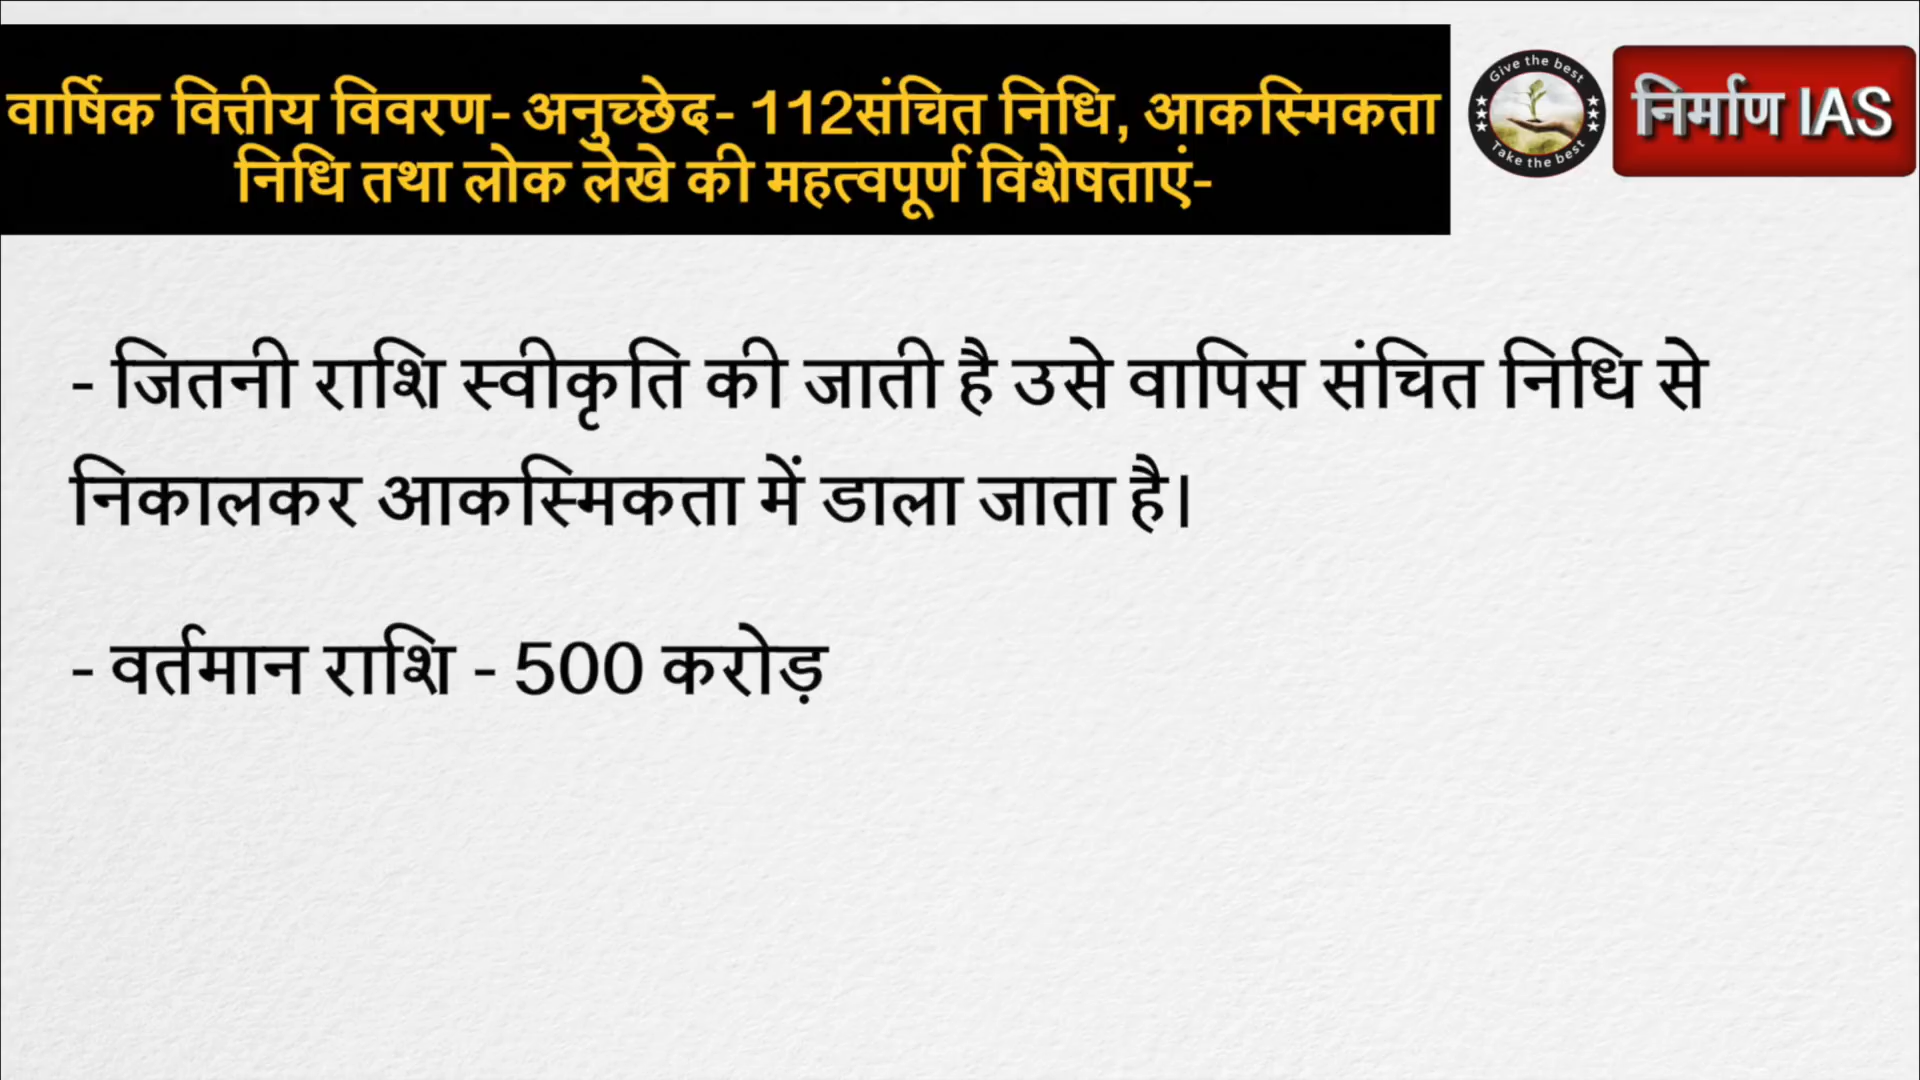 वार्षिक वित्तीय विवरण- अनुच्छेद- 112संचित निधि, आकस्मिकता
निधि तथा लोक लेखे की महत्वपूर्ण विशेषताएं-
Give the best
Take the best
निर्माण IAS
- जितनी राशि स्वीकृति की जाती है उसे वापिस संचित निधि से
निकालकर आकस्मिकता में डाला जाता है।
- वर्तमान राशि - 500 करोड़